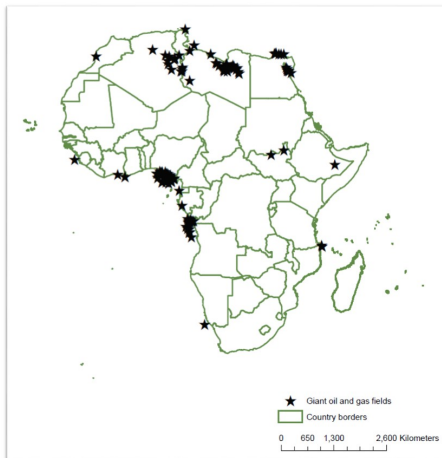 Giant oil and gas fields
Country borders
0 650 1,300 2,600 Kilometers